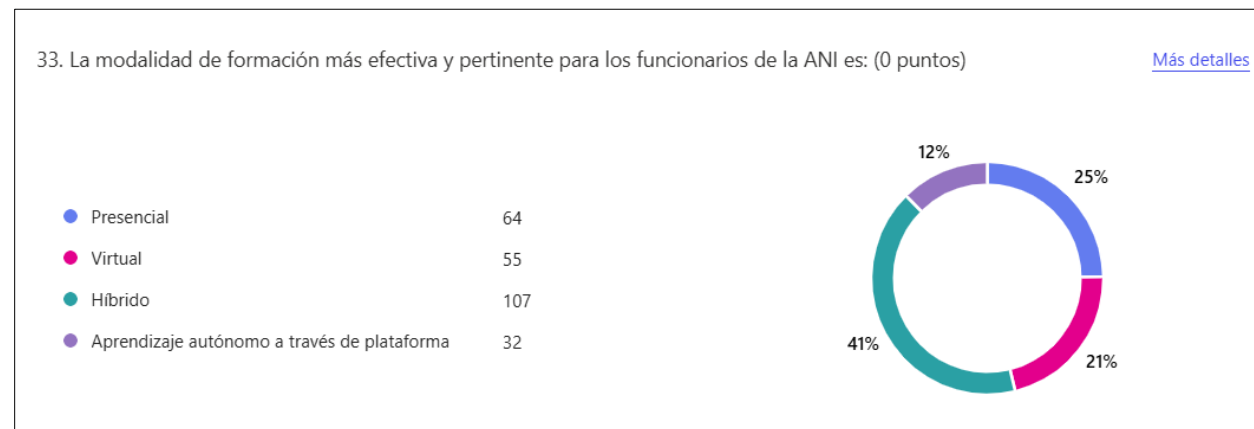 33. La modalidad de formación más efectiva y pertinente para los funcionarios de la ANI es: (0 puntos)
Más detalles
Presencial 64
Virtual 55
Híbrido 107
Aprendizaje autónomo a través de plataforma 32
12%
25%
41%
21%